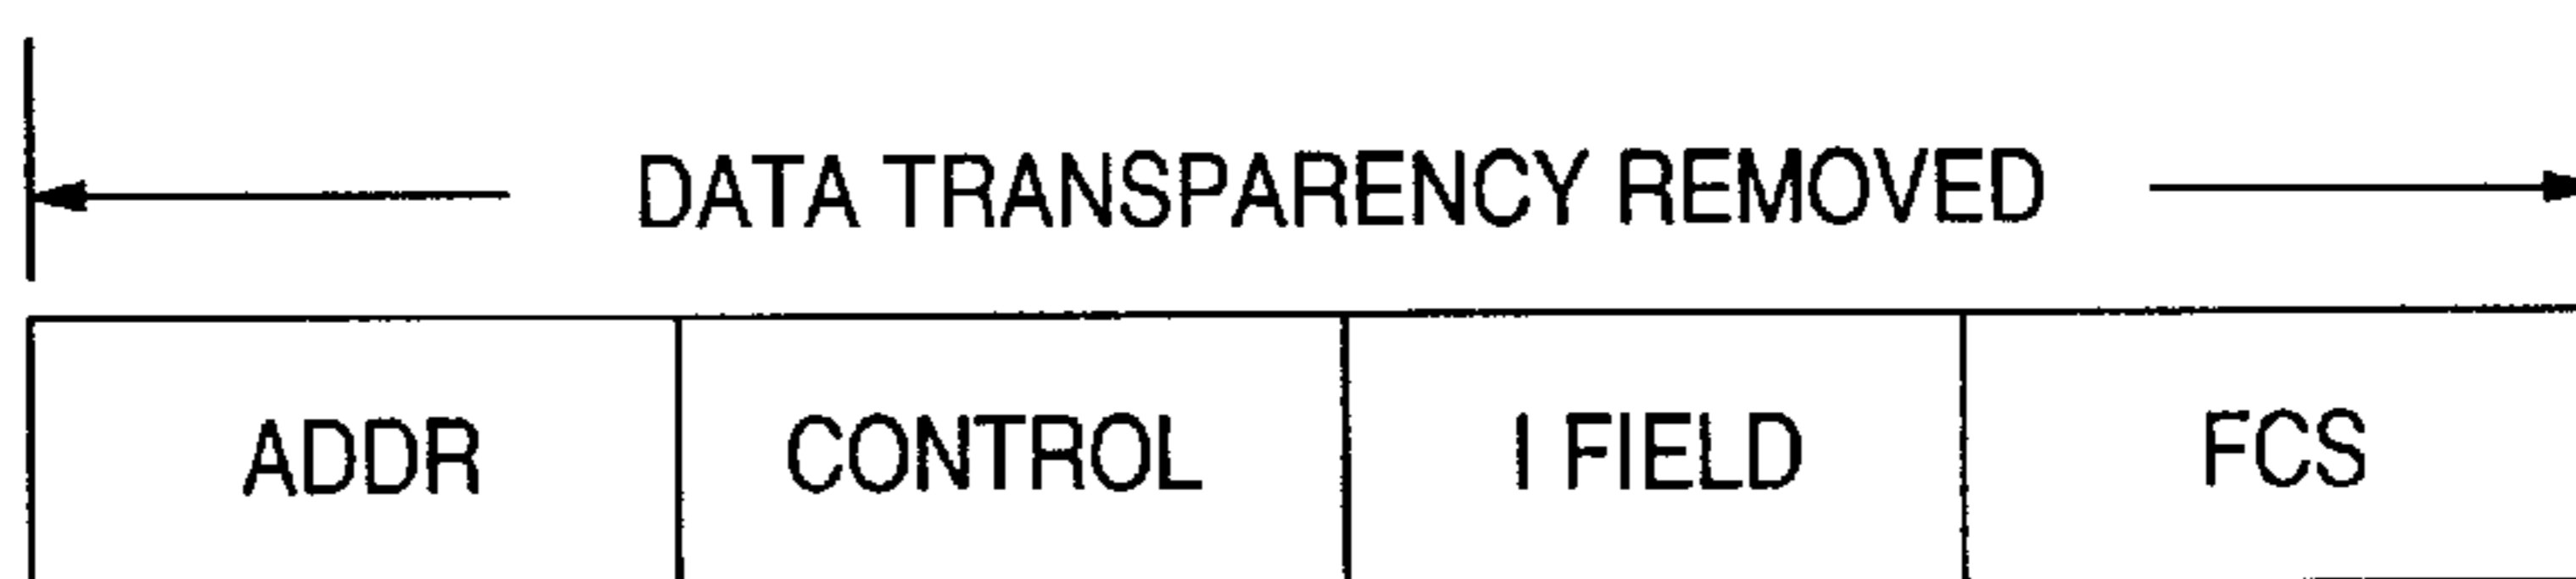 DATA TRANSPARENCY REMOVED
ADDR CONTROL I FIELD FCS